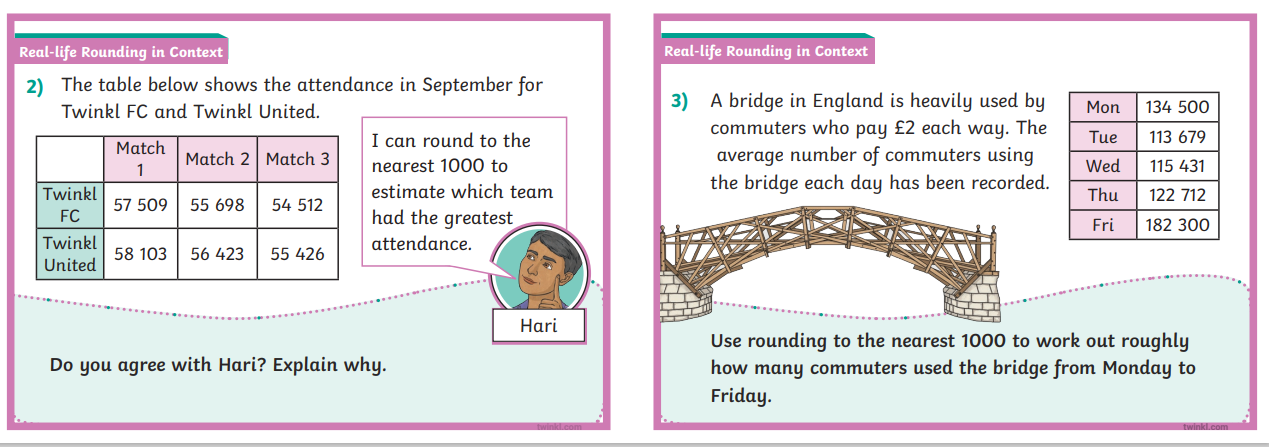 Real-life Rounding in Context
2) The table below shows the attendance in September for
Twinkl FC and Twinkl United.
Match
1
Match 2
Match 3
Twinkl
FC
57 509
55 698
54 512
Twinkl
United
58 103
56 423
55 426
I can round to the
nearest 1000 to
estimate which team
had the greatest
attendance.
Hari
Do you agree with Hari? Explain why.
twinkl.com
Real-life Rounding in Context
3) A bridge in England is heavily used by
commuters who pay £2 each way. The
average number of commuters using
the bridge each day has been recorded.
Mon 134 500
Tue 113 679
Wed 115 431
Thu 122 712
Fri 182 300
Use rounding to the nearest 1000 to work out roughly
how many commuters used the bridge from Monday to
Friday.
twinkl.com